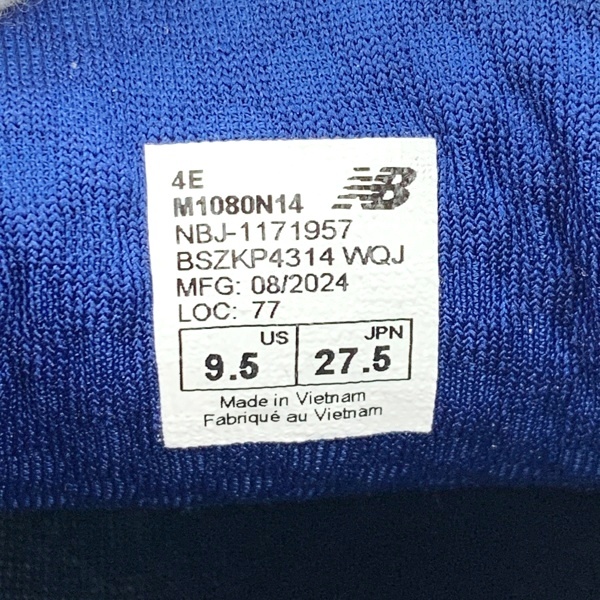 4E
M1080N14
NB
NBJ-1171957
BSZKP4314 WQJ
MFG: 08/2024
LOC: 77
US
9.5
JPN
27.5
Made in Vietnam
Fabriqué au Vietnam